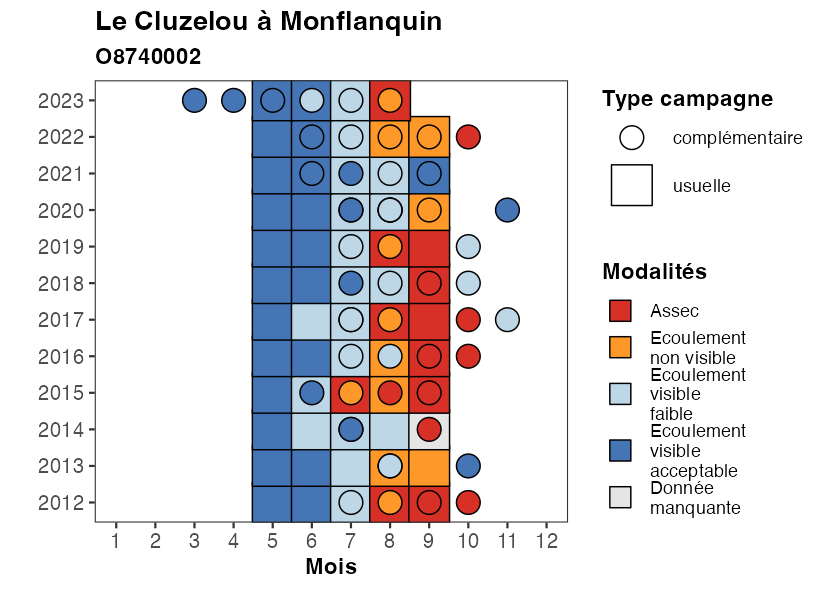 Le Cluzelou à Monflanquin
O8740002
2023
2022
2021
2020
2019
2018
2017
2016
2015
2014
2013
2012
1 2 3 4 5 6 7 8 9 10 11 12
Mois
Type campagne
complémentaire
usuelle
Modalités
Assec
Ecoulement
non visible
Ecoulement
visible
faible
Ecoulement
visible
acceptable
Donnée
manquante